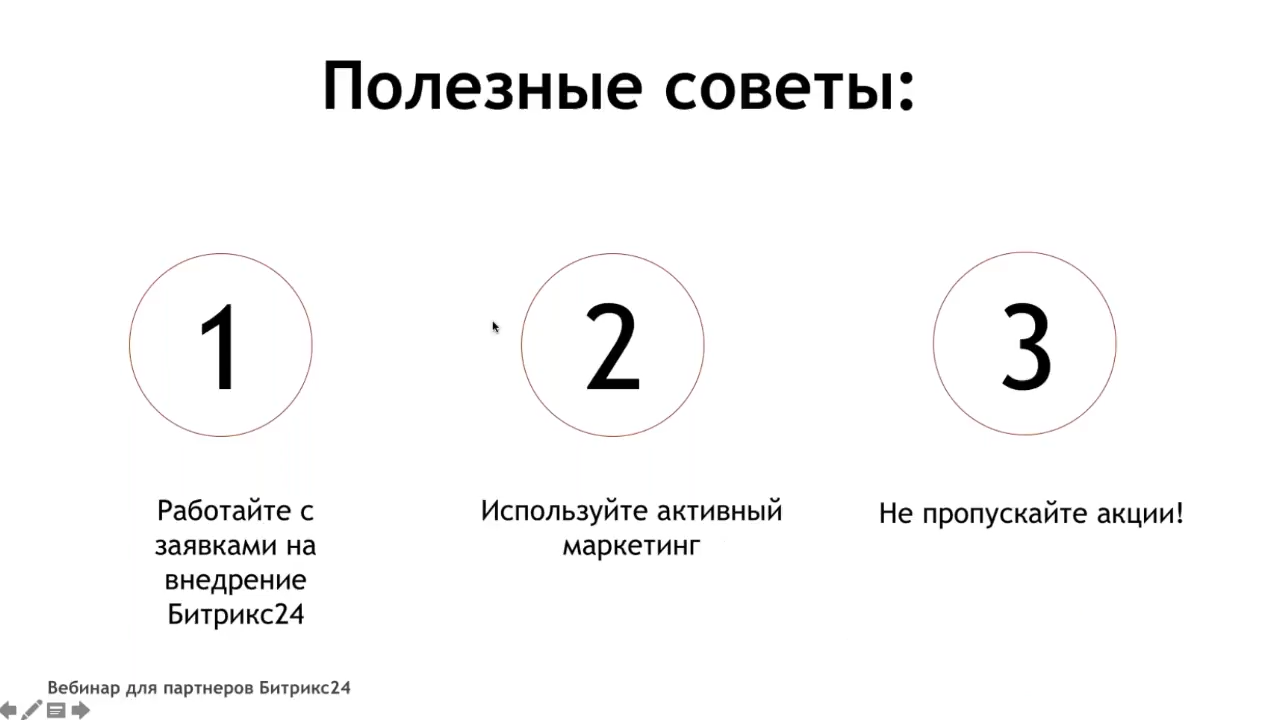 Полезные советы:
1
2
3
Работайте с
заявками на
внедрение
Битрикс24
Используйте активный
маркетинг
Не пропускайте акции!
Вебинар для партнеров Битрикс24